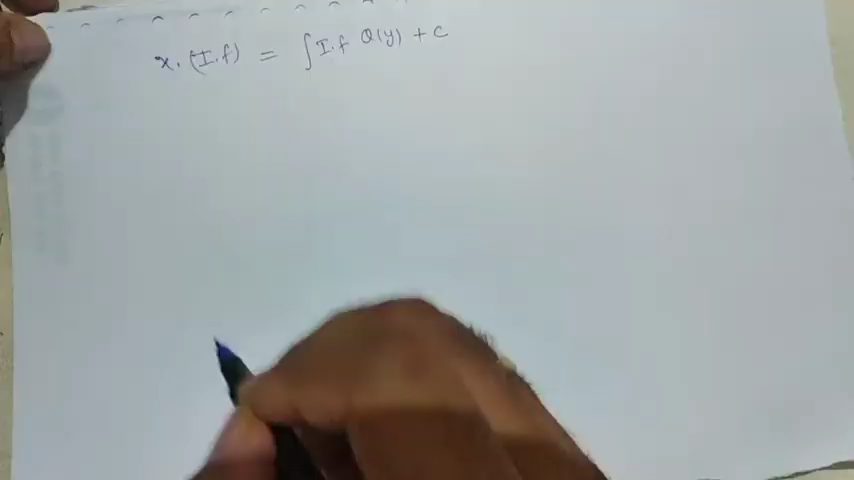 x. (I.f) = ∫I.f Q(y) + c